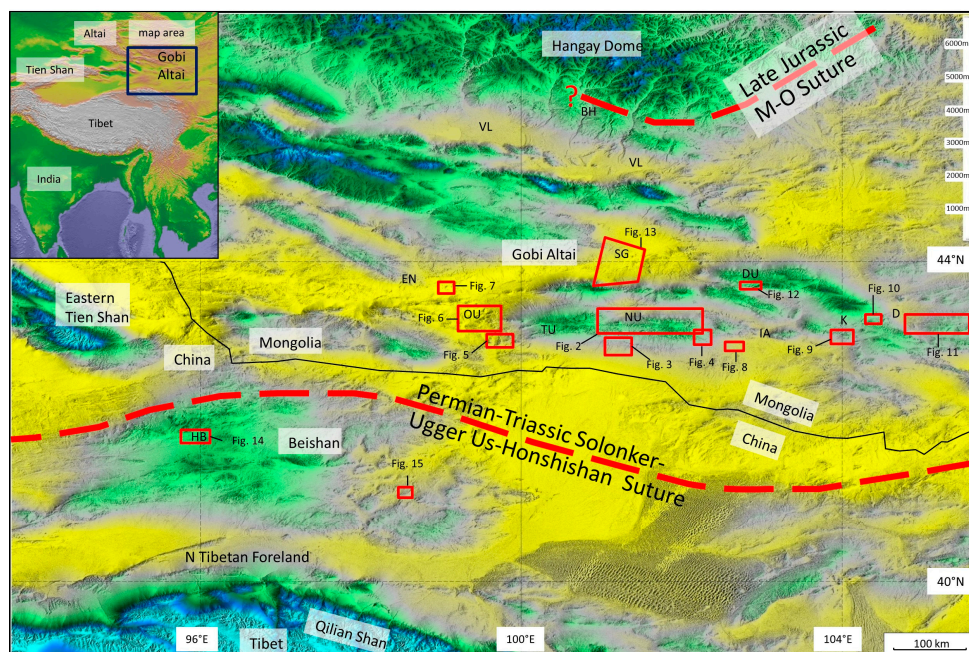 Altai
map area
Gobi
Altai
Tien Shan
Tibet
India
Hangay Dome
Late Jurassic
M-O Suture
?
BH
VL
VL
6000m
5000m
4000m
3000m
2000m
1000m
Fig. 13
SG
Gobi Altai
44°N
EN
Fig. 7
DU
Fig. 12
Fig. 10
Eastern
Tien Shan
Fig. 6
OU
TU
NU
IA
K
D
Fig. 5
Fig. 2
Fig. 3
Fig. 4
Fig. 8
Fig. 9
Fig. 11
Mongolia
China
Mongolia
China
Permian-Triassic Solonker-
Ugger Us-Honshishan Suture
HB
Fig. 14
Beishan
Fig. 15
N Tibetan Foreland
40°N
96°E
100°E
104°E
Tibet
Qilian Shan
100 km